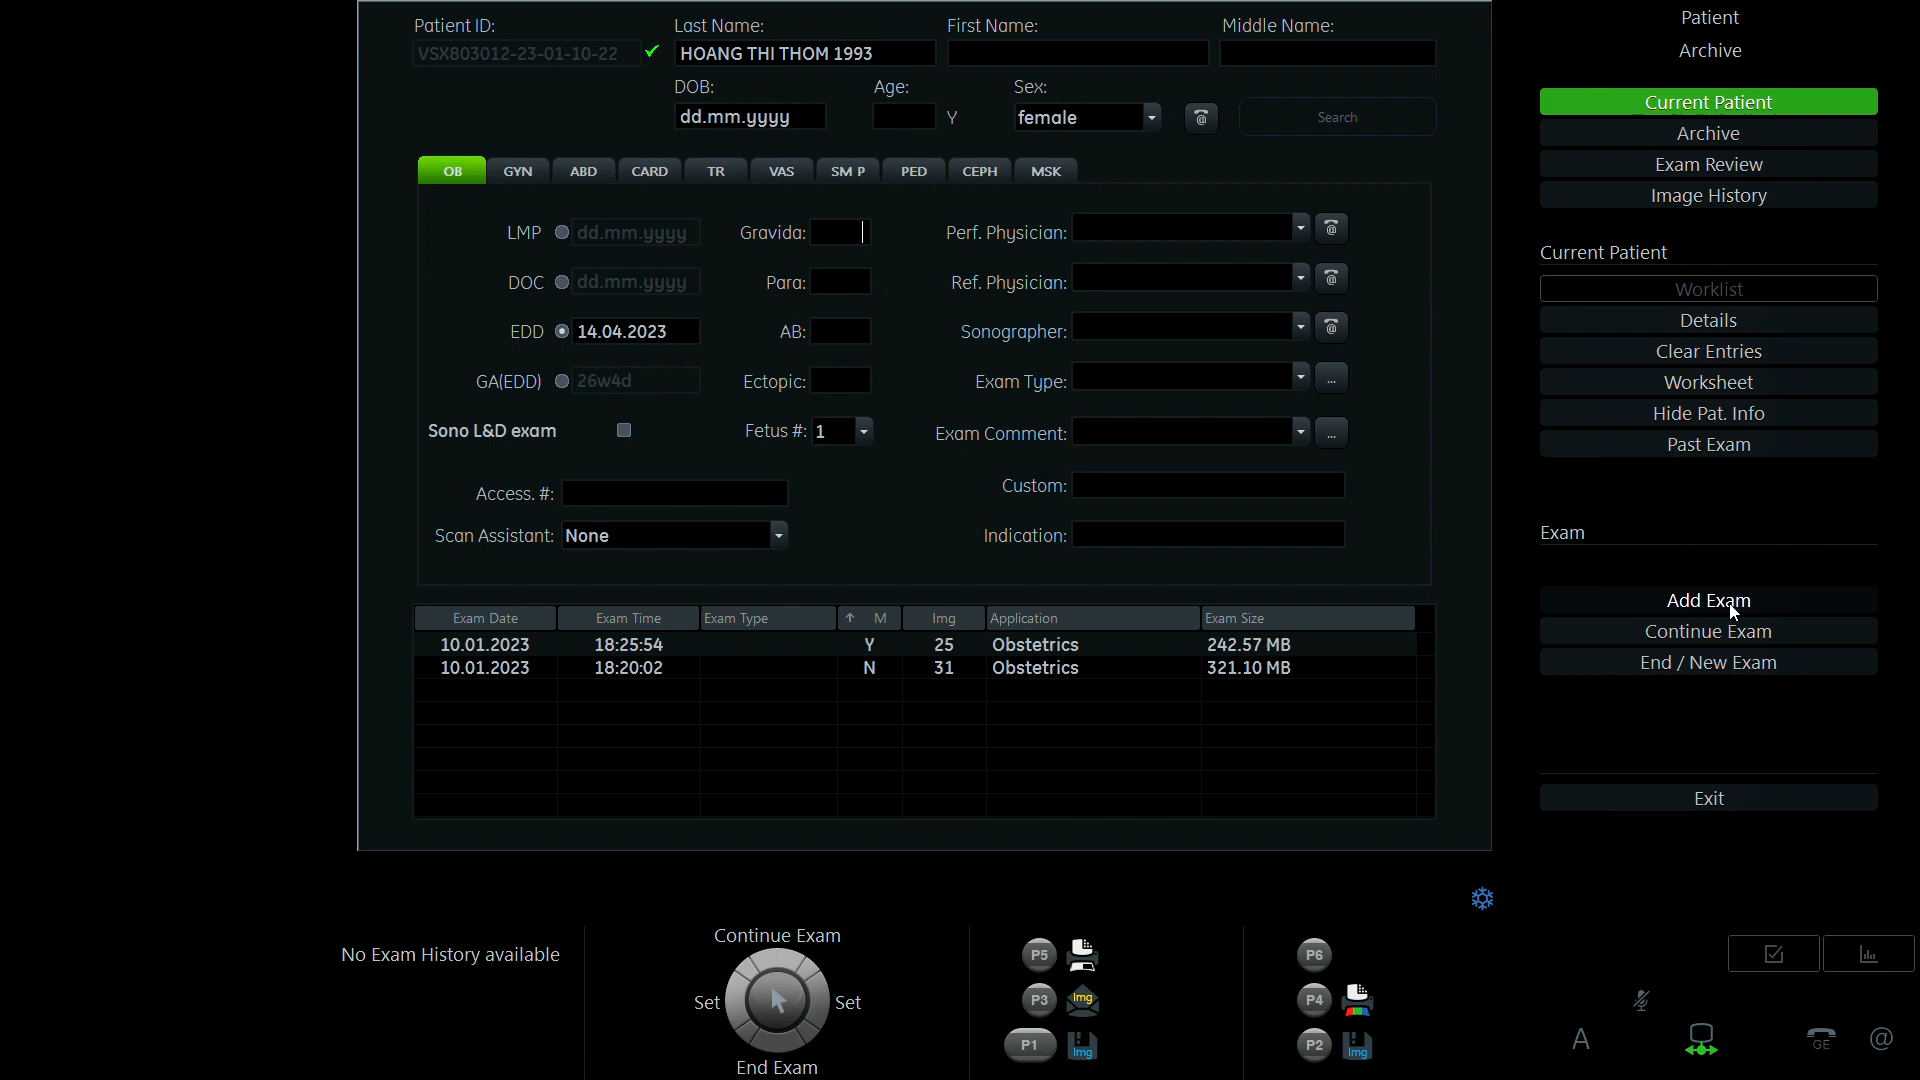 Patient ID: Last Name: First Name: Middle Name:
VSX803012-23-01-10-22 HOANG THI THOM 1993
DOB: Age: Sex:
dd.mm.yyyy Y female @ Search
OB GYN ABD CARD TR VAS SM P PED CEPH MSK
LMP dd.mm.yyyy Gravida: Perf. Physician: @
DOC dd.mm.yyyy Para: Ref. Physician: @
EDD 14.04.2023 AB: Sonographer: @
GA(EDD) 26w4d Ectopic: Exam Type: ...
Sono L&D exam Fetus #: 1 Exam Comment: ...
Access. #: Custom:
Scan Assistant: None Indication:
Exam Date Exam Time Exam Type ↑ M Img Application Exam Size
10.01.2023 18:25:54 Y 25 Obstetrics 242.57 MB
10.01.2023 18:20:02 N 31 Obstetrics 321.10 MB
Patient
Archive
Current Patient
Archive
Exam Review
Image History
Current Patient
Worklist
Details
Clear Entries
Worksheet
Hide Pat. Info
Past Exam
Exam
Add Exam
Continue Exam
End / New Exam
Exit
No Exam History available
Continue Exam
Set Set
End Exam
P5 P6
P3 Img P4
P1 Img P2 Img
A GE @